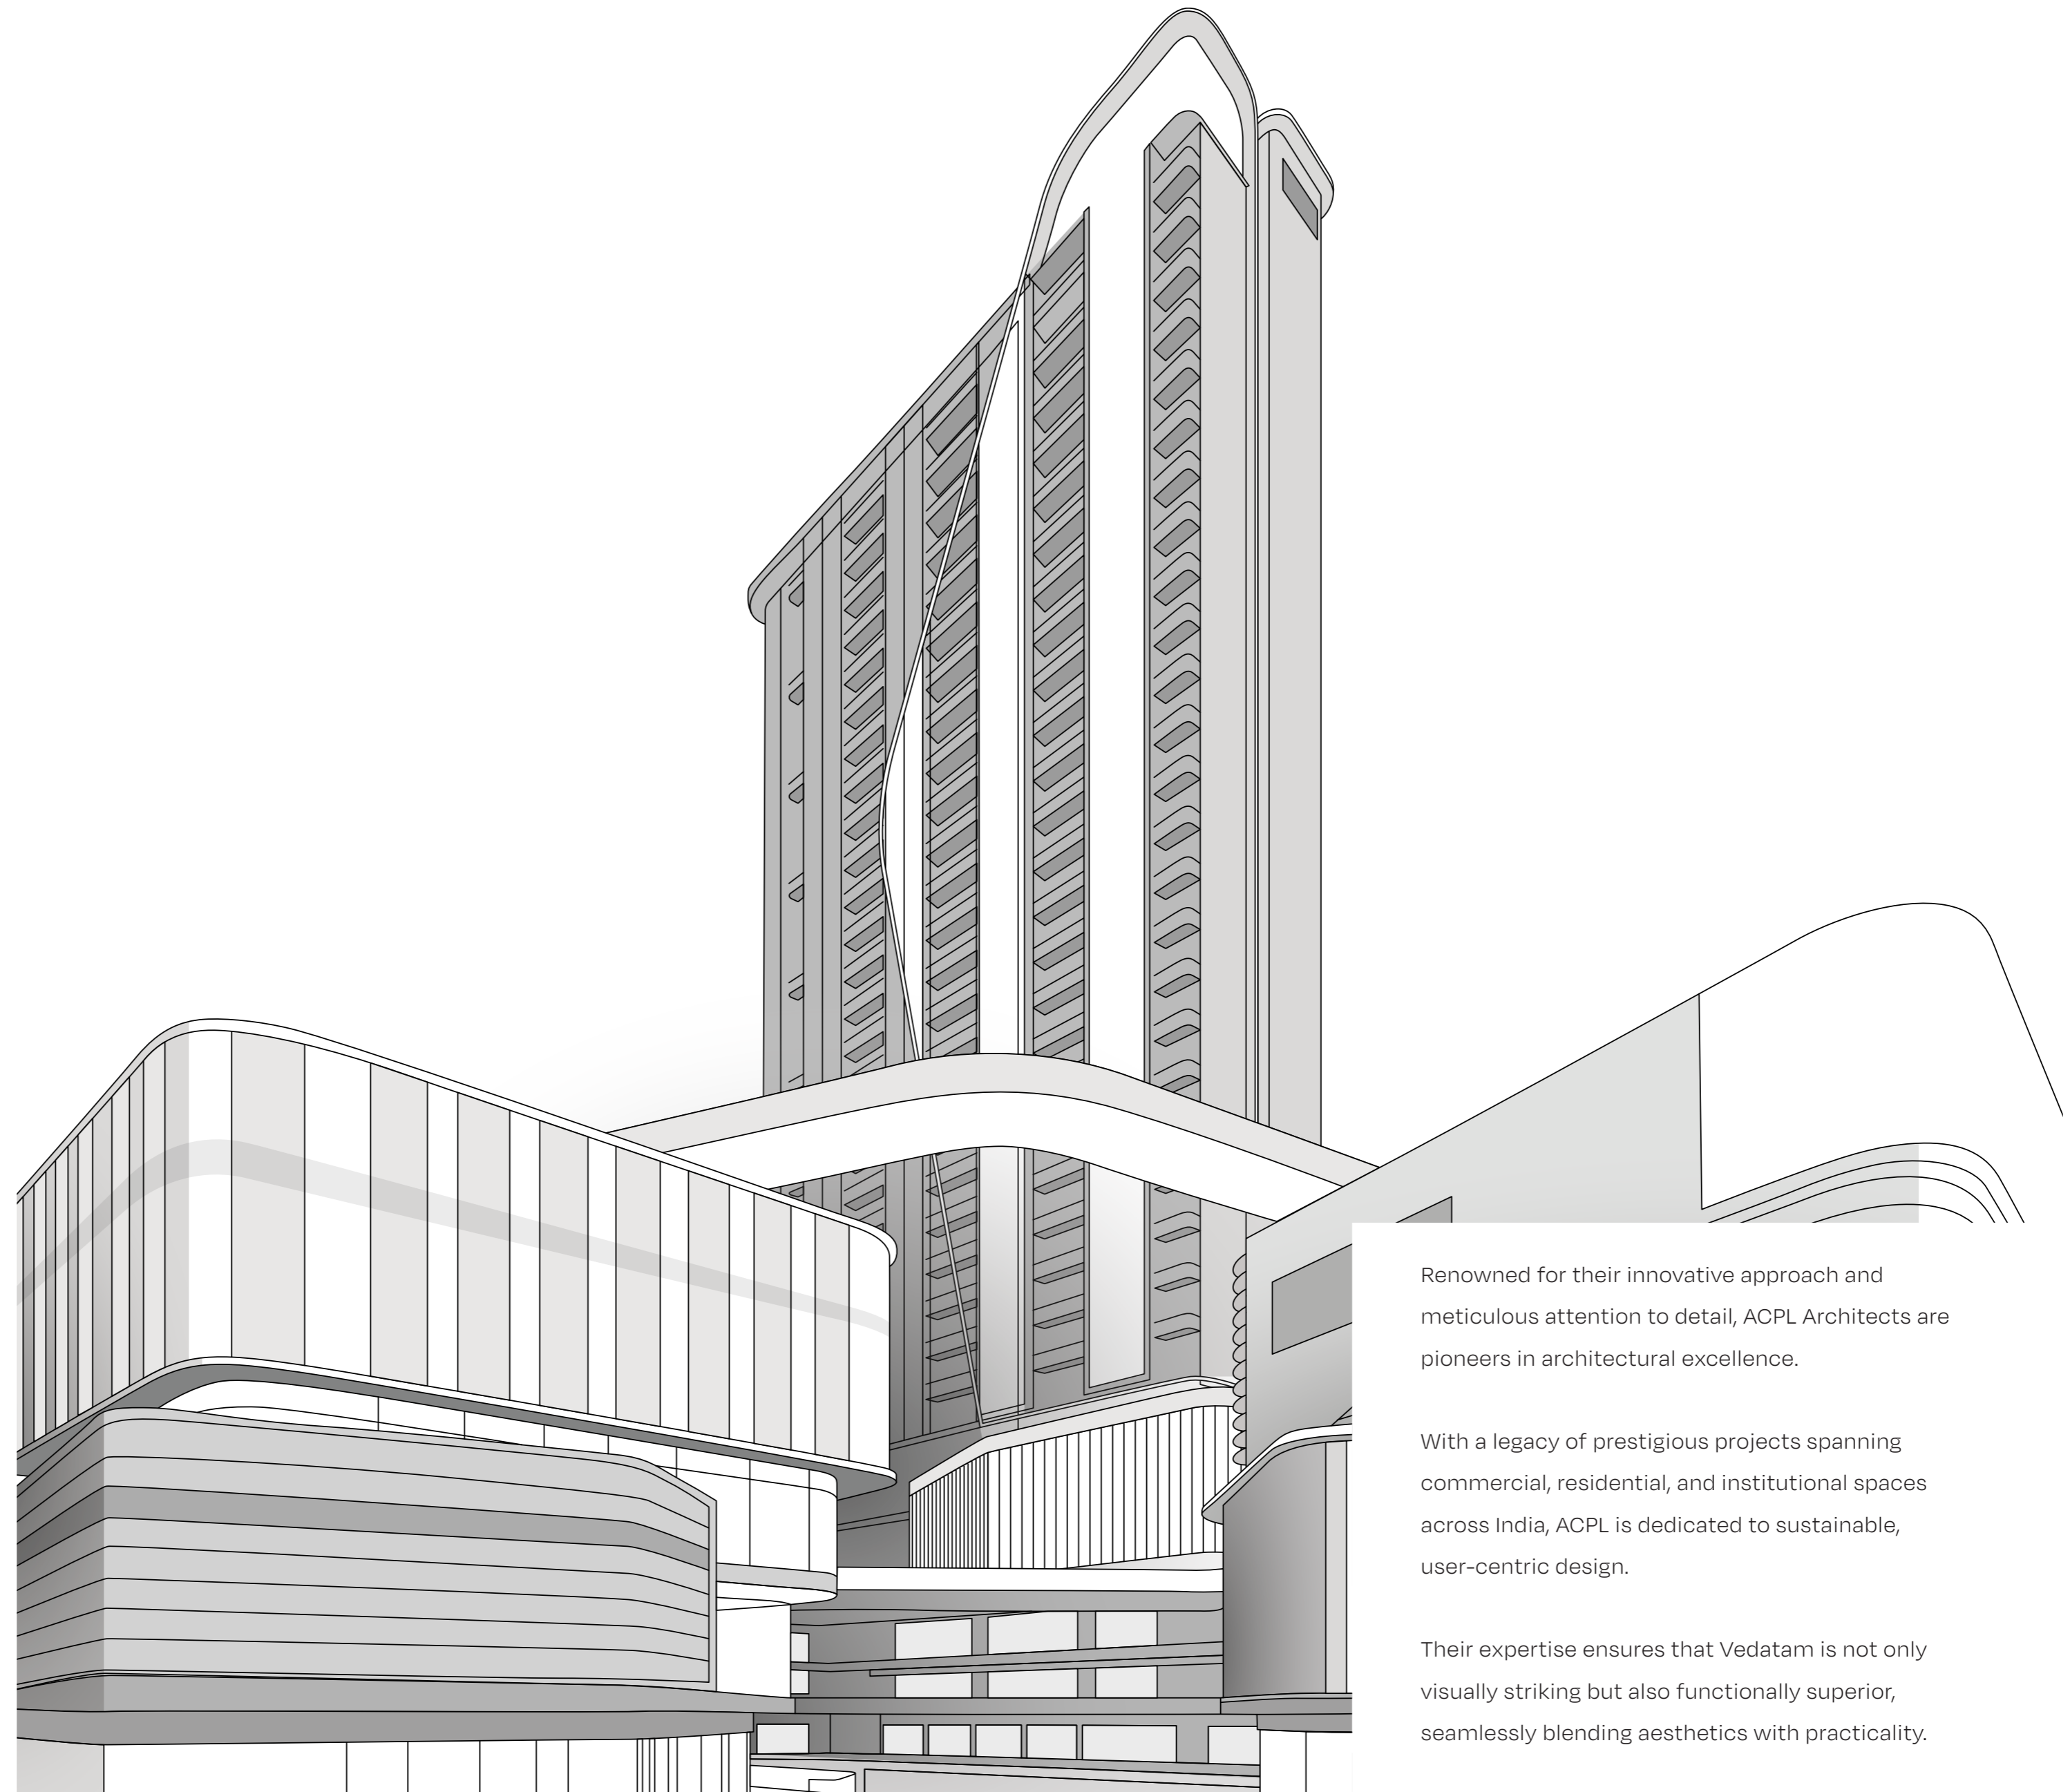 Renowned for their innovative approach and
meticulous attention to detail, ACPL Architects are
pioneers in architectural excellence.
With a legacy of prestigious projects spanning
commercial, residential, and institutional spaces
across India, ACPL is dedicated to sustainable,
user-centric design.
Their expertise ensures that Vedatam is not only
visually striking but also functionally superior,
seamlessly blending aesthetics with practicality.